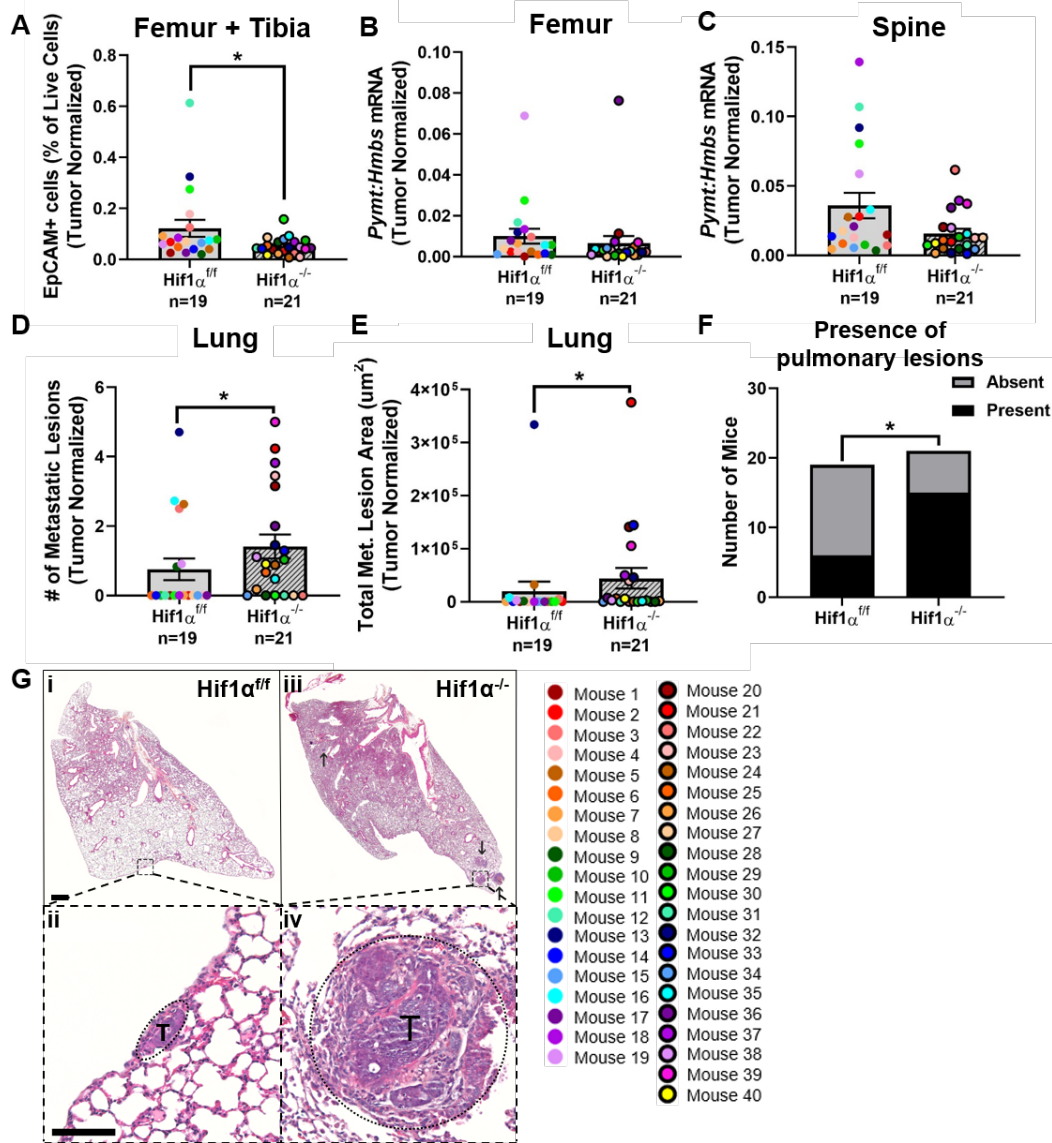 A
Femur + Tibia
EpCAM+ cells (% of Live Cells)
(Tumor Normalized)
0.8
0.6
0.4
0.2
0.0
*
Hif1α^f/f
n=19
Hif1α^-/-
n=21
B
Femur
Pymt:Hmbs mRNA
(Tumor Normalized)
0.10
0.08
0.06
0.04
0.02
0.00
Hif1α^f/f
n=19
Hif1α^-/-
n=21
C
Spine
Pymt:Hmbs mRNA
(Tumor Normalized)
0.15
0.10
0.05
0.00
Hif1α^f/f
n=19
Hif1α^-/-
n=21
D
Lung
# of Metastatic Lesions
(Tumor Normalized)
6
4
2
0
*
Hif1α^f/f
n=19
Hif1α^-/-
n=21
E
Lung
Total Met. Lesion Area (um²)
(Tumor Normalized)
4×10⁵
3×10⁵
2×10⁵
1×10⁵
0
*
Hif1α^f/f
n=19
Hif1α^-/-
n=21
F
Presence of
pulmonary lesions
Absent
Present
Number of Mice
30
20
10
0
*
Hif1α^f/f
Hif1α^-/-
G
i
Hif1α^f/f
iii
Hif1α^-/-
ii
T
iv
T
Mouse 1
Mouse 2
Mouse 3
Mouse 4
Mouse 5
Mouse 6
Mouse 7
Mouse 8
Mouse 9
Mouse 10
Mouse 11
Mouse 12
Mouse 13
Mouse 14
Mouse 15
Mouse 16
Mouse 17
Mouse 18
Mouse 19
Mouse 20
Mouse 21
Mouse 22
Mouse 23
Mouse 24
Mouse 25
Mouse 26
Mouse 27
Mouse 28
Mouse 29
Mouse 30
Mouse 31
Mouse 32
Mouse 33
Mouse 34
Mouse 35
Mouse 36
Mouse 37
Mouse 38
Mouse 39
Mouse 40